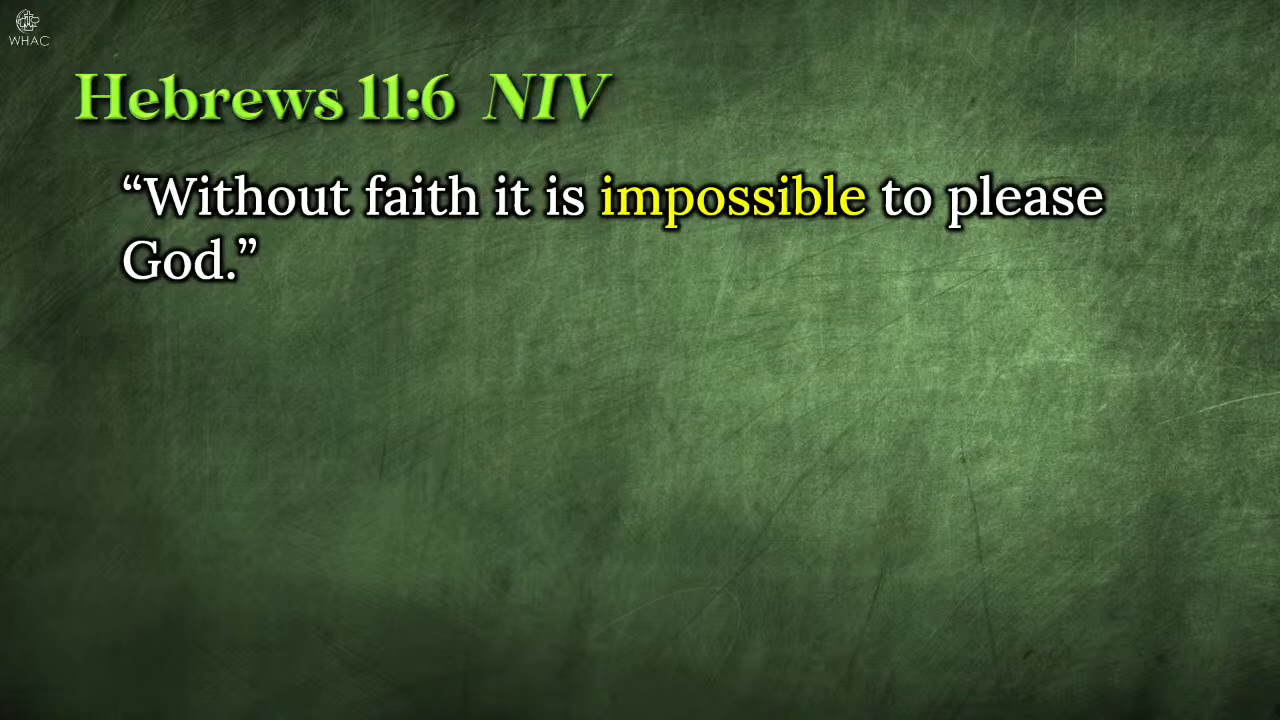 WHAC
Hebrews 11:6 NIV
“Without faith it is impossible to please
God.”